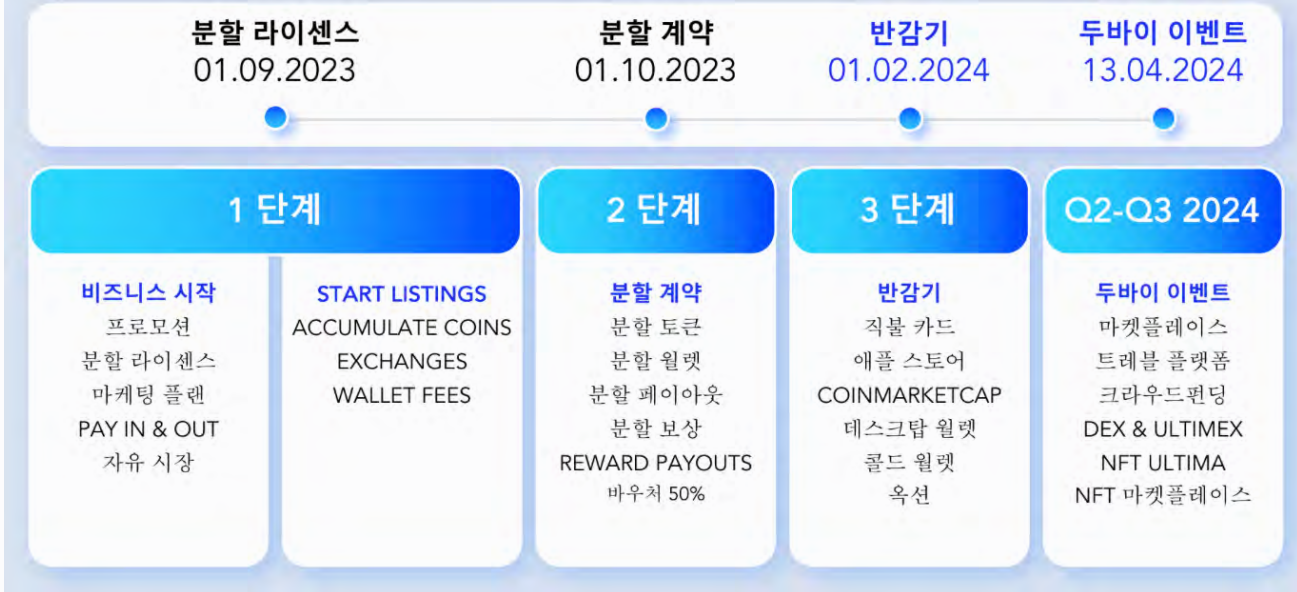 분할 라이센스
01.09.2023
분할 계약
01.10.2023
반감기
01.02.2024
두바이 이벤트
13.04.2024
1 단계
비즈니스 시작
프로모션
분할 라이센스
마케팅 플랜
PAY IN & OUT
자유 시장
START LISTINGS
ACCUMULATE COINS
EXCHANGES
WALLET FEES
2 단계
분할 계약
분할 토큰
분할 월렛
분할 페이아웃
분할 보상
REWARD PAYOUTS
바우처 50%
3 단계
반감기
직불 카드
애플 스토어
COINMARKETCAP
데스크탑 월렛
콜드 월렛
옥션
Q2-Q3 2024
두바이 이벤트
마켓플레이스
트레블 플랫폼
크라우드펀딩
DEX & ULTIMEX
NFT ULTIMA
NFT 마켓플레이스